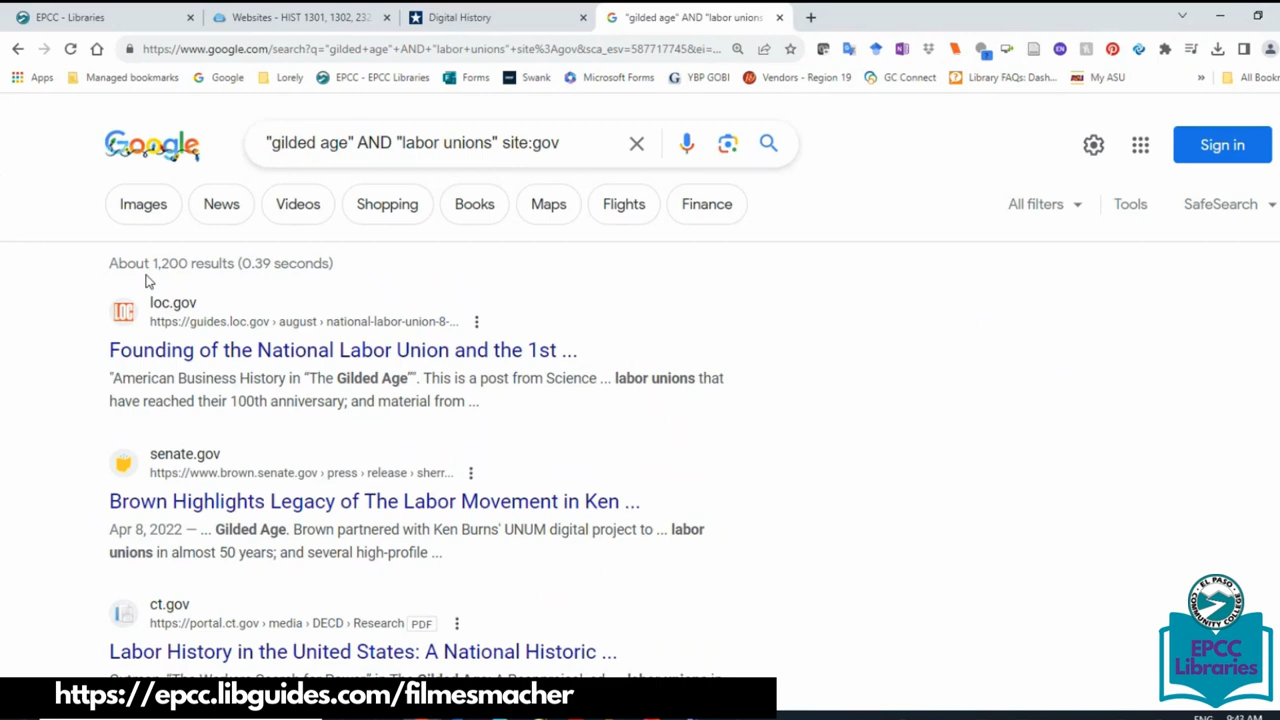 EPCC - Libraries
Websites - HIST 1301, 1302, 232
Digital History
"gilded age" AND "labor unions
https://www.google.com/search?q="gilded+age"+AND+"labor+unions"+site%3Agov&sca_esv=587717745&ei=...
Apps
Managed bookmarks
Google
Lorely
EPCC - EPCC Libraries
Forms
Swank
Microsoft Forms
YBP GOBI
Vendors - Region 19
GC Connect
Library FAQs: Dash...
My ASU
»
All Bookr
Google
"gilded age" AND "labor unions" site:gov
Sign in
Images
News
Videos
Shopping
Books
Maps
Flights
Finance
All filters
Tools
SafeSearch
About 1,200 results (0.39 seconds)
LOC
loc.gov
https://guides.loc.gov › august › national-labor-union-8-...
Founding of the National Labor Union and the 1st ...
"American Business History in “The Gilded Age”". This is a post from Science ... labor unions that
have reached their 100th anniversary; and material from ...
senate.gov
https://www.brown.senate.gov › press › release › sherr...
Brown Highlights Legacy of The Labor Movement in Ken ...
Apr 8, 2022 — ... Gilded Age. Brown partnered with Ken Burns' UNUM digital project to ... labor
unions in almost 50 years; and several high-profile ...
ct.gov
https://portal.ct.gov › media › DECD › Research PDF
Labor History in the United States: A National Historic ...
EL PASO
COMMUNITY COLLEGE
EPCC
Libraries
https://epcc.libguides.com/filmesmacher